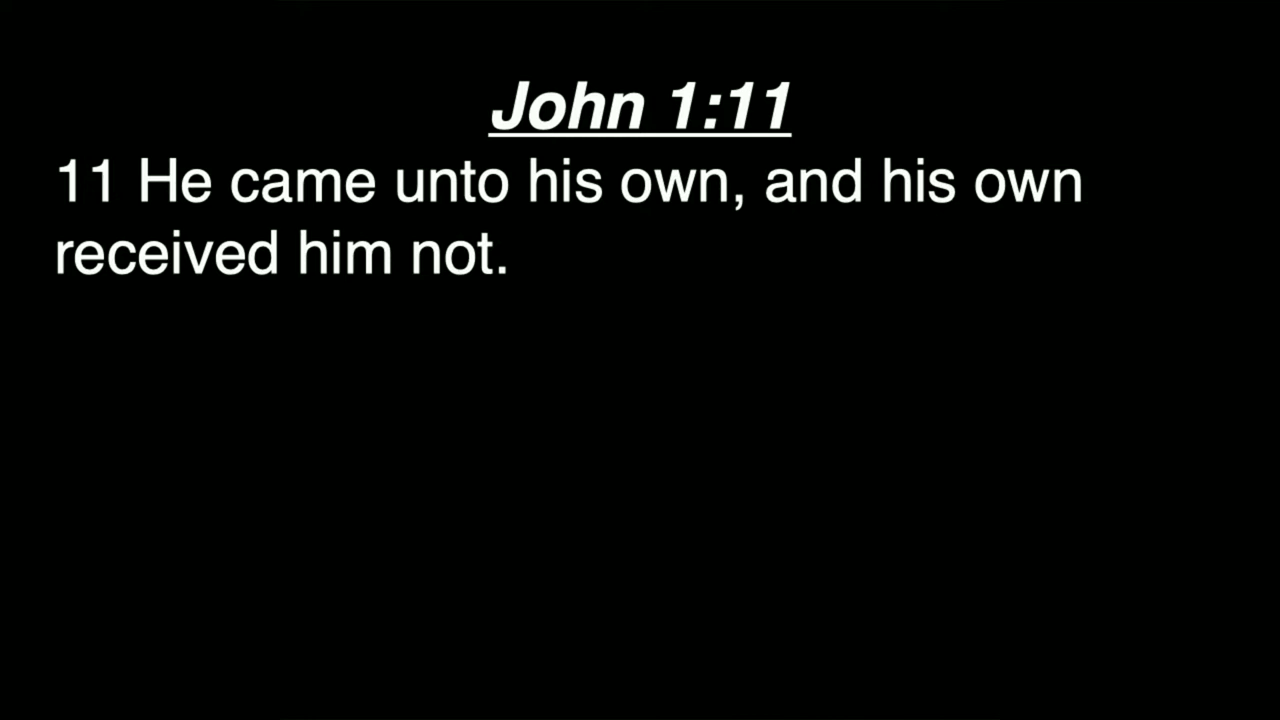 John 1:11
11 He came unto his own, and his own
received him not.